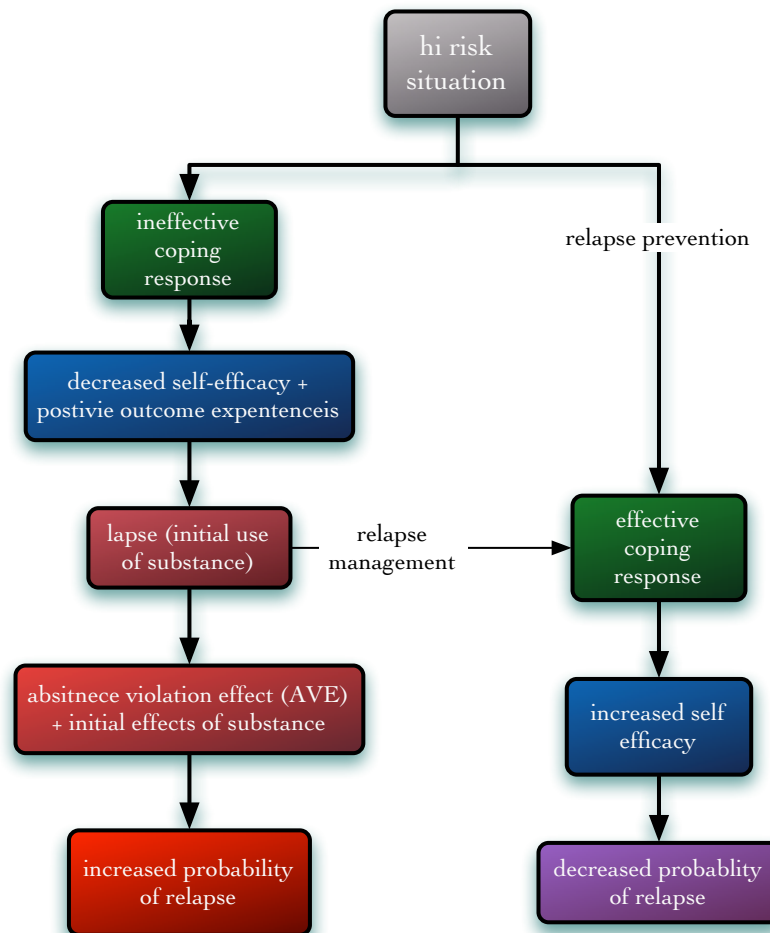 hi risk
situation
ineffective
coping
response
relapse prevention
decreased self-efficacy +
postivie outcome expentenceis
lapse (initial use
of substance)
relapse
management
effective
coping
response
absitnece violation effect (AVE)
+ initial effects of substance
increased self
efficacy
increased probability
of relapse
decreased probablity
of relapse